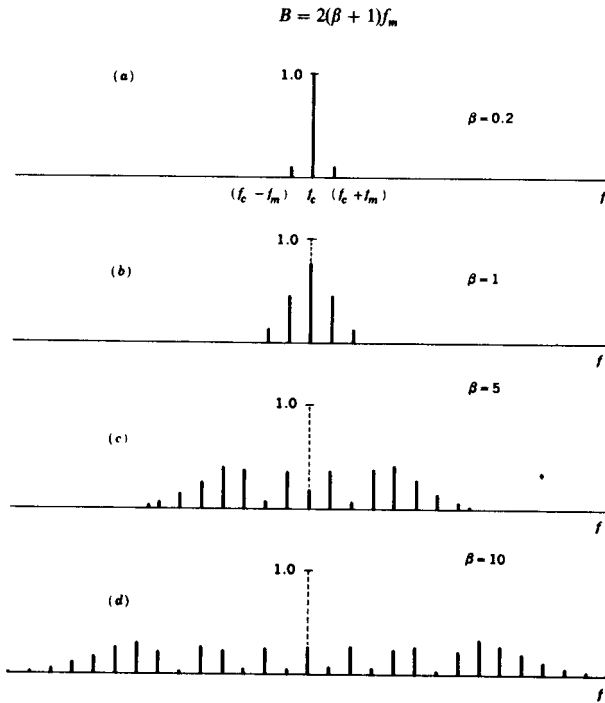 B = 2(β + 1)f_m
(a)
1.0
β = 0.2
(f_c − f_m) f_c (f_c + f_m)
f
(b)
1.0
β = 1
f
(c)
1.0
β = 5
f
(d)
1.0
β = 10
f